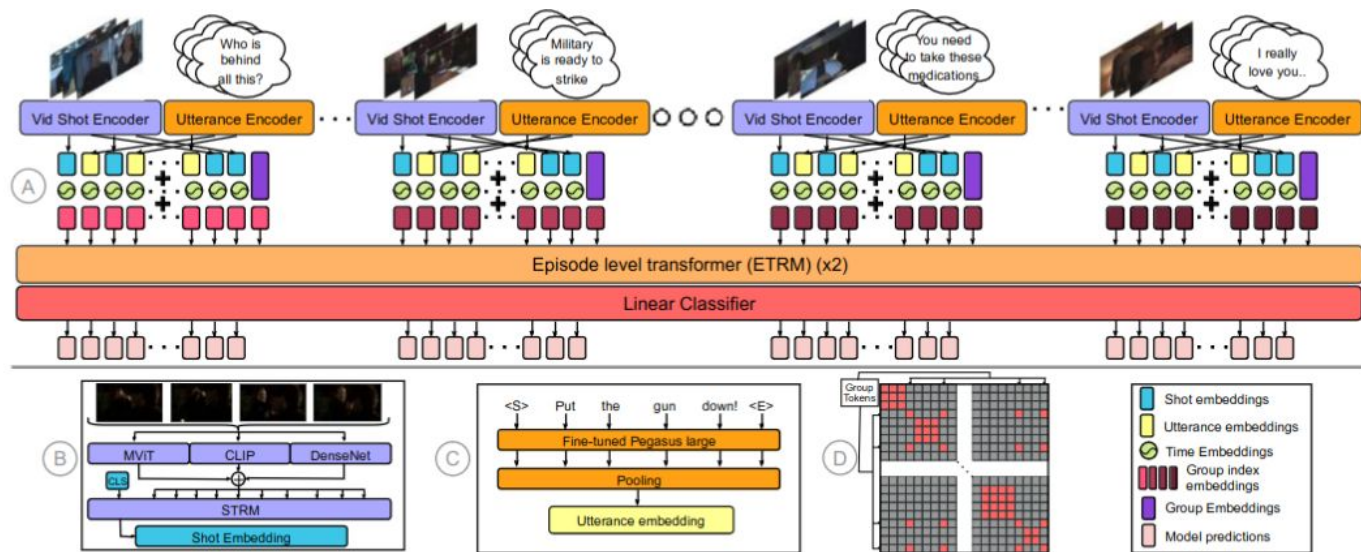 Who is
behind
all this?
Military
is ready to
strike
You need
to take these
medications
I really
love you..
Vid Shot Encoder
Utterance Encoder
Vid Shot Encoder
Utterance Encoder
Vid Shot Encoder
Utterance Encoder
Vid Shot Encoder
Utterance Encoder
A
Episode level transformer (ETRM) (x2)
Linear Classifier
B
MViT
CLIP
DenseNet
CLS
STRM
Shot Embedding
C
<S> Put the gun down! <E>
Fine-tuned Pegasus large
Pooling
Utterance embedding
D
Group
Tokens
Shot embeddings
Utterance embeddings
Time Embeddings
Group index
embeddings
Group Embeddings
Model predictions